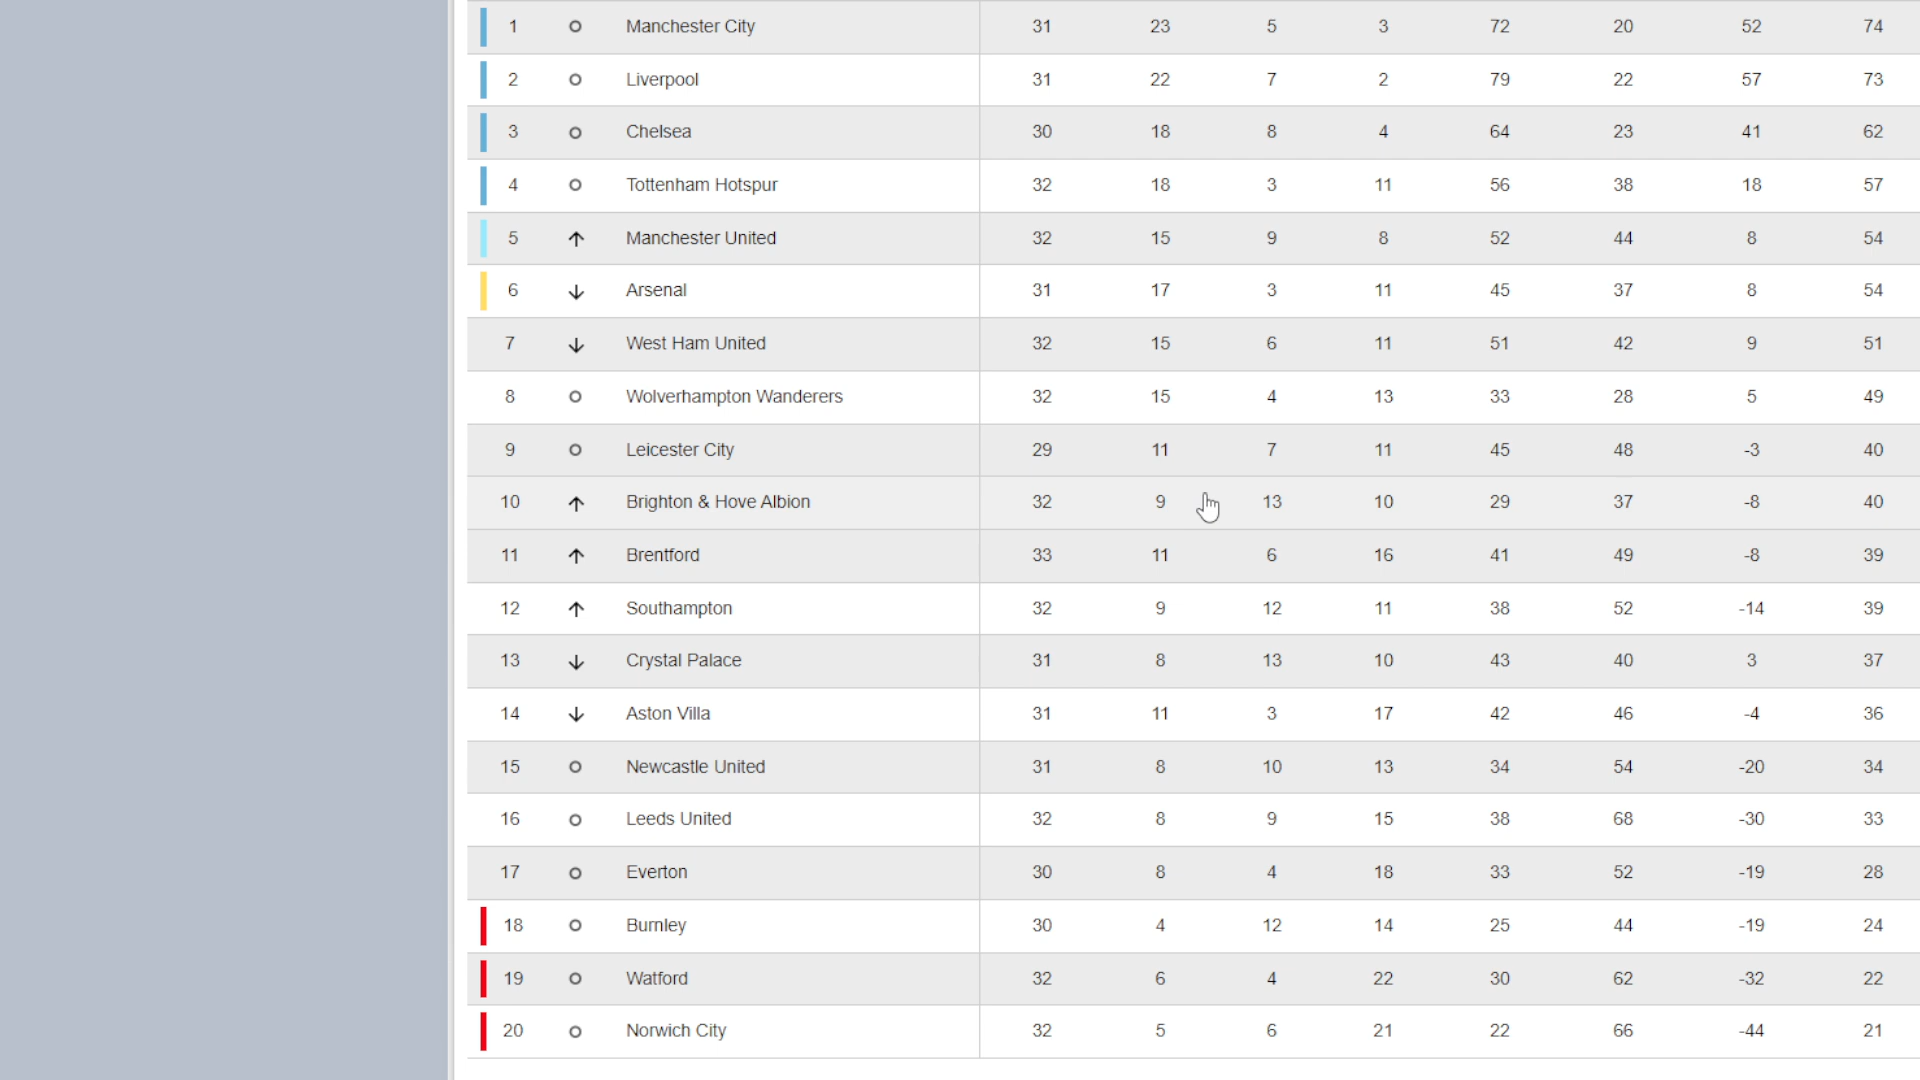 1 Manchester City 31 23 5 3 72 20 52 74
2 Liverpool 31 22 7 2 79 22 57 73
3 Chelsea 30 18 8 4 64 23 41 62
4 Tottenham Hotspur 32 18 3 11 56 38 18 57
5 Manchester United 32 15 9 8 52 44 8 54
6 Arsenal 31 17 3 11 45 37 8 54
7 West Ham United 32 15 6 11 51 42 9 51
8 Wolverhampton Wanderers 32 15 4 13 33 28 5 49
9 Leicester City 29 11 7 11 45 48 -3 40
10 Brighton & Hove Albion 32 9 13 10 29 37 -8 40
11 Brentford 33 11 6 16 41 49 -8 39
12 Southampton 32 9 12 11 38 52 -14 39
13 Crystal Palace 31 8 13 10 43 40 3 37
14 Aston Villa 31 11 3 17 42 46 -4 36
15 Newcastle United 31 8 10 13 34 54 -20 34
16 Leeds United 32 8 9 15 38 68 -30 33
17 Everton 30 8 4 18 33 52 -19 28
18 Burnley 30 4 12 14 25 44 -19 24
19 Watford 32 6 4 22 30 62 -32 22
20 Norwich City 32 5 6 21 22 66 -44 21